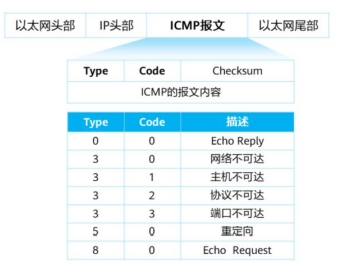 以太网头部 IP头部 ICMP报文 以太网尾部
Type Code Checksum
ICMP的报文内容
Type Code 描述
0 0 Echo Reply
3 0 网络不可达
3 1 主机不可达
3 2 协议不可达
3 3 端口不可达
5 0 重定向
8 0 Echo Request